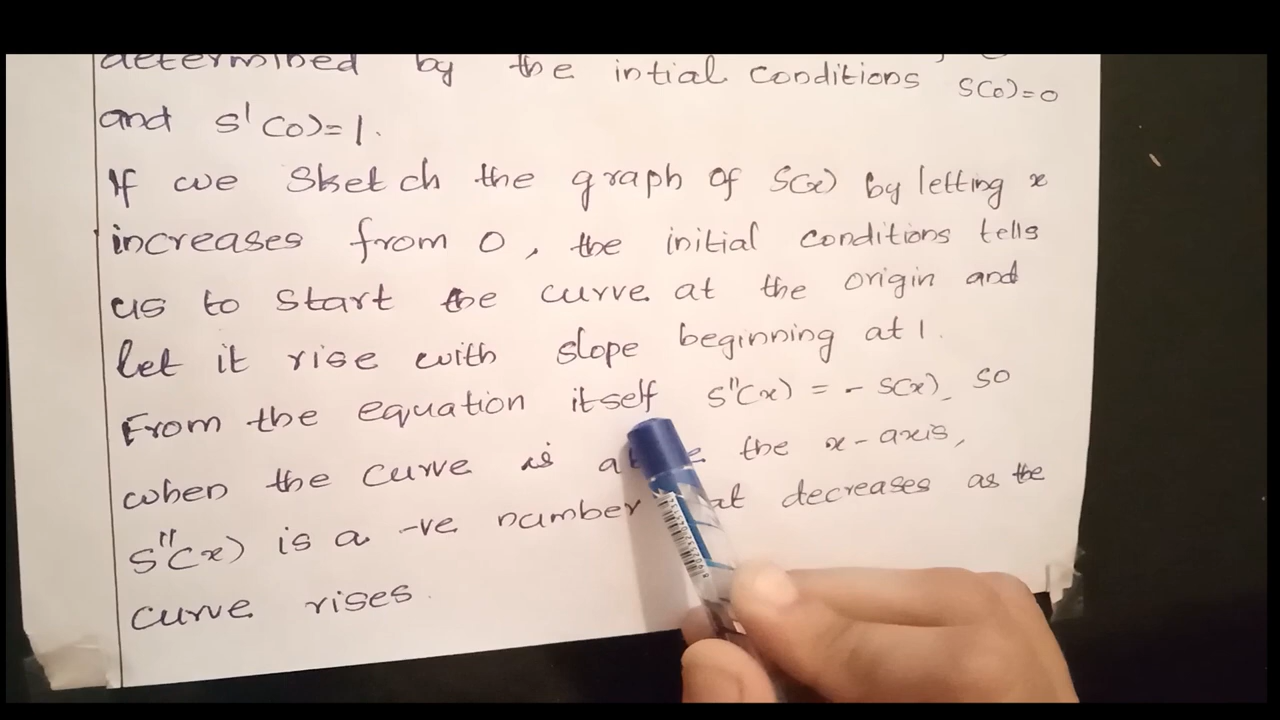 determined by the intial conditions S(0)=0
and S'(0)=1.
If we Sketch the graph of S(x) by letting x
increases from 0, the initial conditions tells
us to start the curve at the origin and
let it rise with slope beginning at 1.
From the equation itself S''(x) = - S(x), so
when the curve is the x-axis,
S''(x) is a -ve number decreases as the
curve rises.